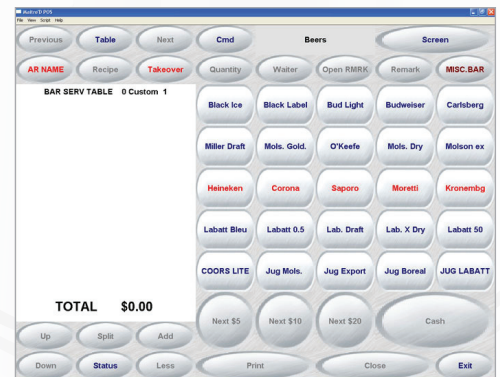 Maitre'D POS
File View Script Help
Previous Table Next Cmd Beers Screen
AR NAME Recipe Takeover Quantity Waiter Open RMRK Remark MISC.BAR
BAR SERV TABLE 0 Custom 1
Black Ice Black Label Bud Light Budweiser Carlsberg
Miller Draft Mols. Gold. O'Keefe Mols. Dry Molson ex
Heineken Corona Saporo Moretti Kronembg
Labatt Bleu Labatt 0.5 Lab. Draft Lab. X Dry Labatt 50
COORS LITE Jug Mols. Jug Export Jug Boreal JUG LABATT
TOTAL $0.00
Next $5 Next $10 Next $20 Cash
Up Split Add
Down Status Less Print Close Exit